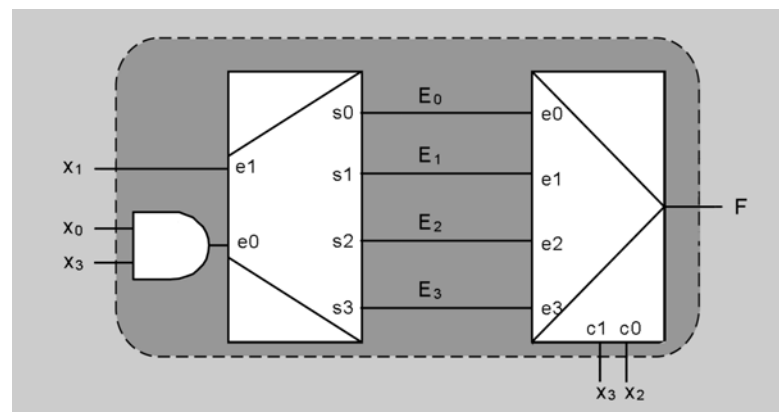 E0
s0 e0
E1
x1 e1 s1 e1
F
x0
e0 E2
s2 e2
x3
E3
s3 e3
c1 c0
x3 x2